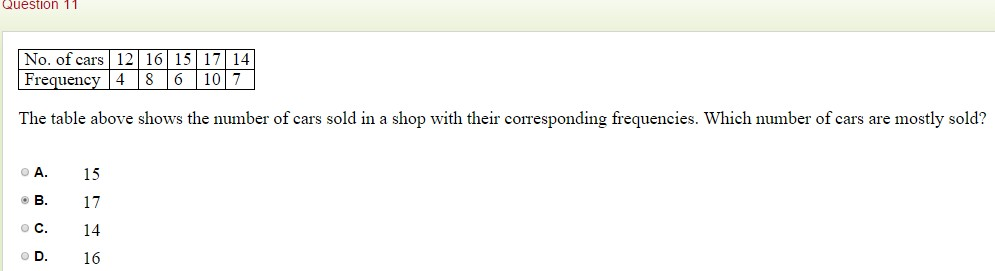 Question 11
No. of cars 12 16 15 17 14
Frequency 4 8 6 10 7
The table above shows the number of cars sold in a shop with their corresponding frequencies. Which number of cars are mostly sold?
A. 15
B. 17
C. 14
D. 16